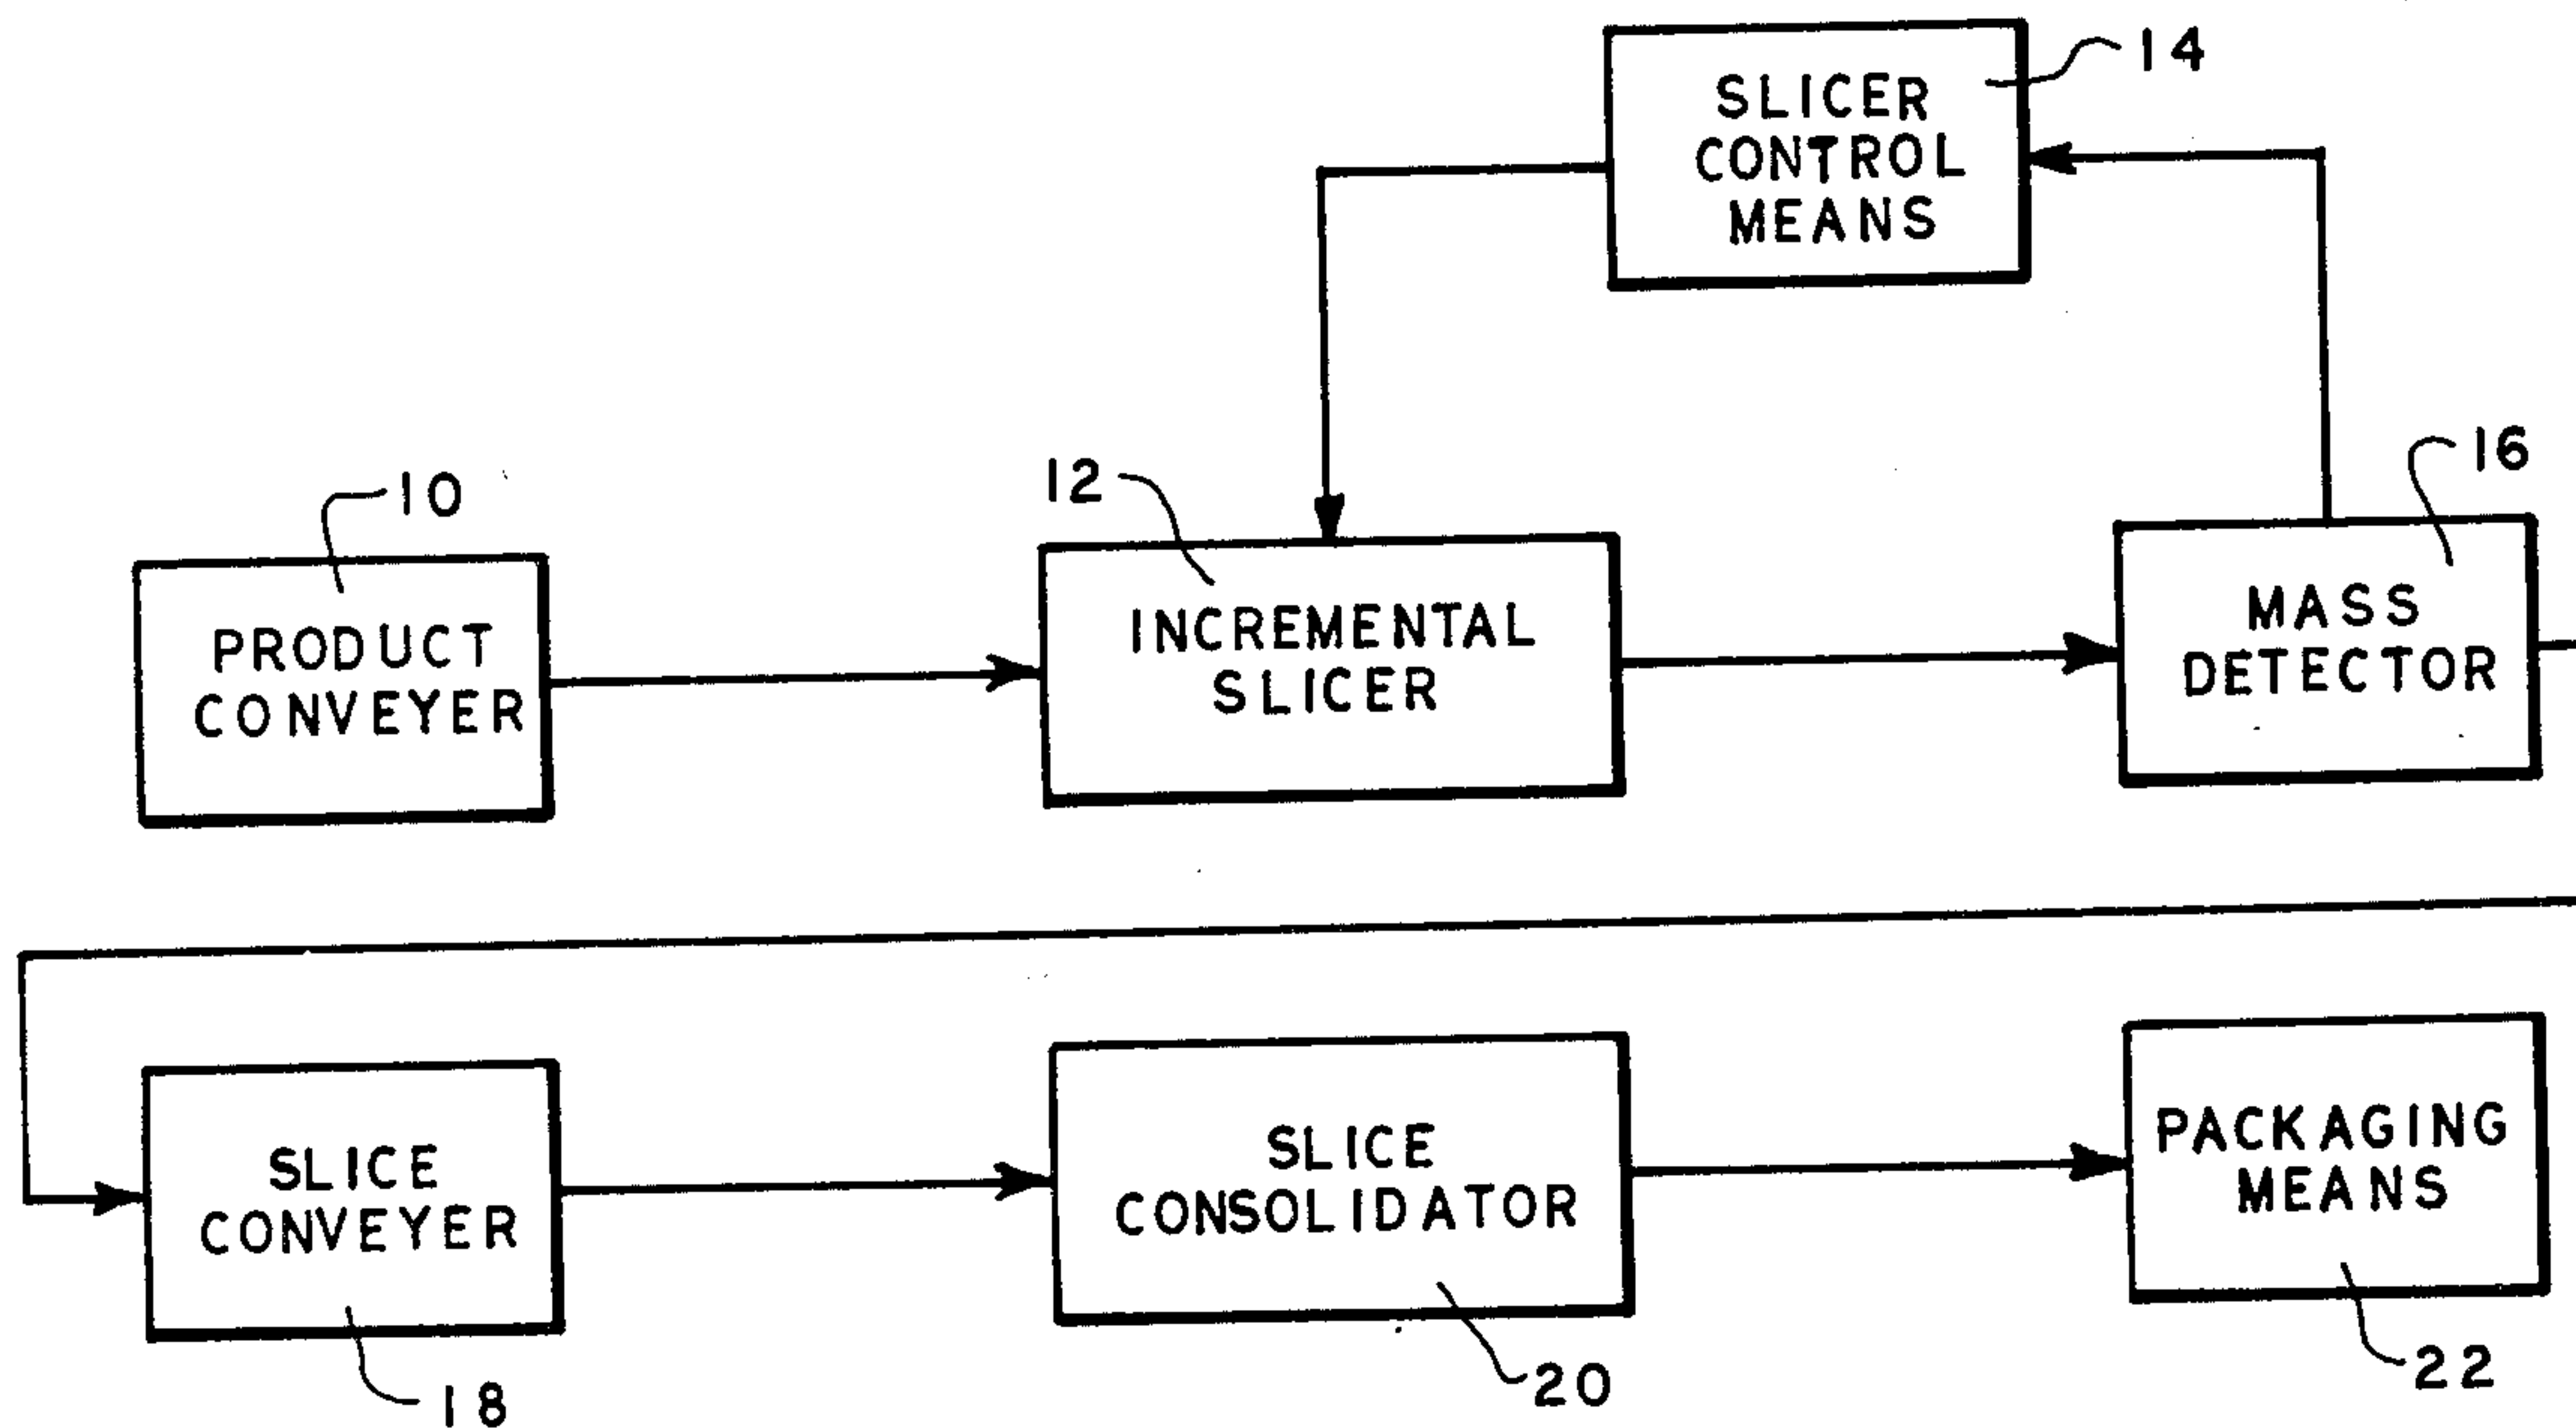 14
SLICER
CONTROL
MEANS
10
12
16
PRODUCT
CONVEYER
INCREMENTAL
SLICER
MASS
DETECTOR
SLICE
CONVEYER
SLICE
CONSOLIDATOR
PACKAGING
MEANS
18
20
22